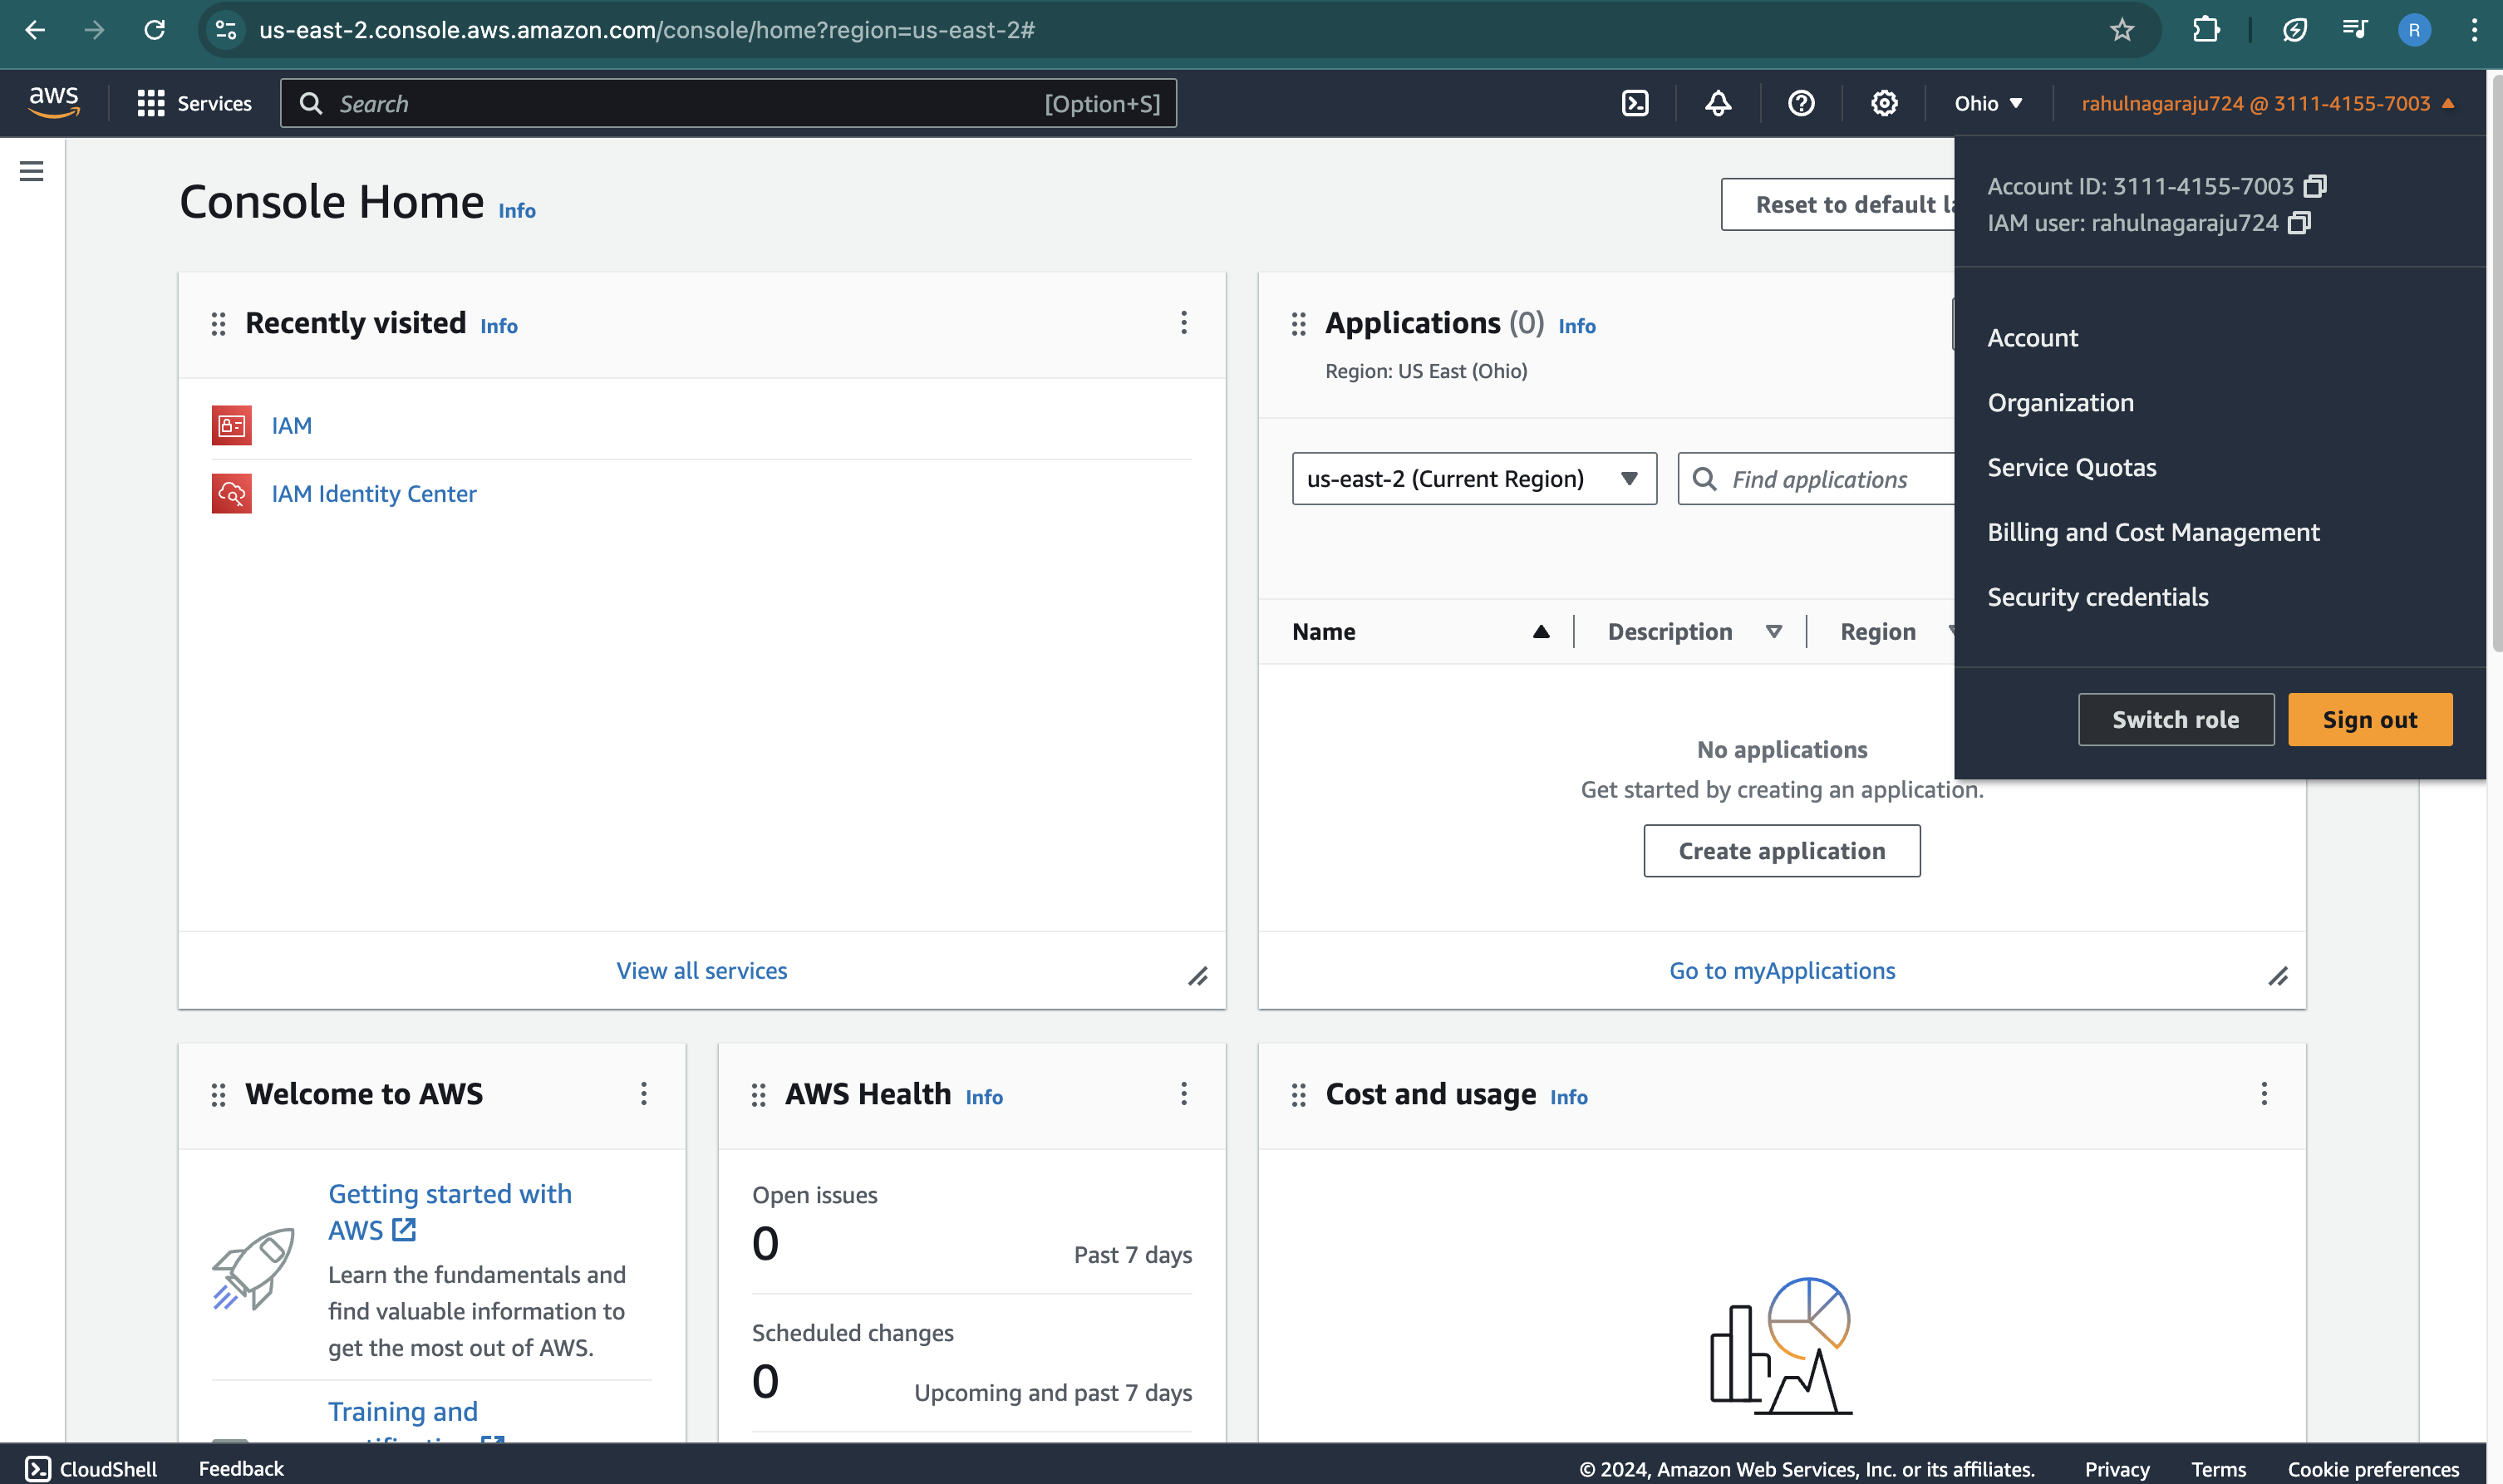 us-east-2.console.aws.amazon.com/console/home?region=us-east-2#
R
aws
Services
Search
[Option+S]
Ohio
rahulnagaraju724 @ 3111-4155-7003
Account ID: 3111-4155-7003
IAM user: rahulnagaraju724
Account
Organization
Service Quotas
Billing and Cost Management
Security credentials
Switch role
Sign out
Console Home
Info
Reset to default
Recently visited
Info
IAM
IAM Identity Center
View all services
Applications (0)
Info
Region: US East (Ohio)
us-east-2 (Current Region)
Find applications
Name
Description
Region
No applications
Get started by creating an application.
Create application
Go to myApplications
Welcome to AWS
Getting started with
AWS
Learn the fundamentals and
find valuable information to
get the most out of AWS.
Training and
AWS Health
Info
Open issues
0
Past 7 days
Scheduled changes
0
Upcoming and past 7 days
Cost and usage
Info
CloudShell
Feedback
© 2024, Amazon Web Services, Inc. or its affiliates.
Privacy
Terms
Cookie preferences